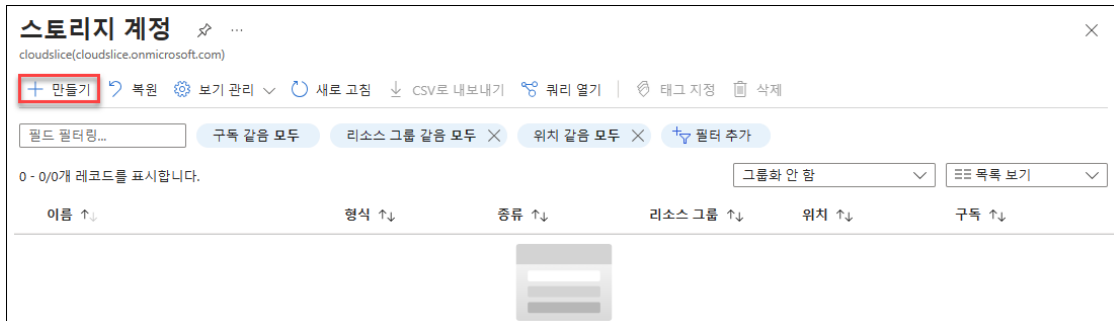 스토리지 계정 ...
cloudslice(cloudslice.onmicrosoft.com)
+ 만들기 복원 보기 관리 새로 고침 CSV로 내보내기 쿼리 열기 태그 지정 삭제
필드 필터링... 구독 같음 모두 리소스 그룹 같음 모두 위치 같음 모두 필터 추가
0 - 0/0개 레코드를 표시합니다. 그룹화 안 함 목록 보기
이름 ↑↓ 형식 ↑↓ 종류 ↑↓ 리소스 그룹 ↑↓ 위치 ↑↓ 구독 ↑↓